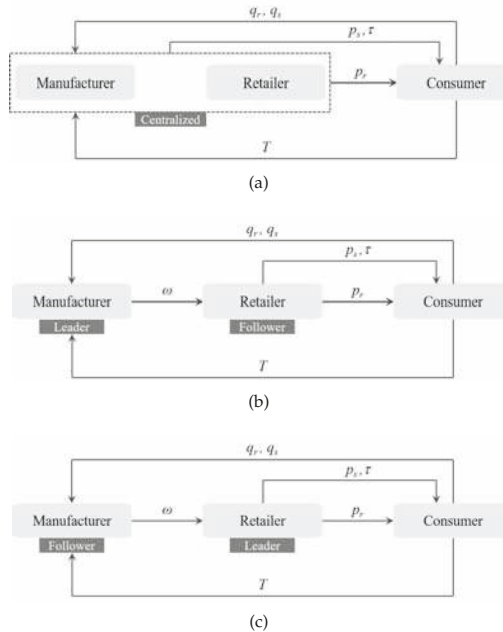 q_r, q_s
p_s, τ
Manufacturer
Retailer
p_r
Consumer
Centralized
T
(a)
q_r, q_s
p_s, τ
Manufacturer
ω
Retailer
p_r
Consumer
Leader
Follower
T
(b)
q_r, q_s
p_s, τ
Manufacturer
ω
Retailer
p_r
Consumer
Follower
Leader
T
(c)